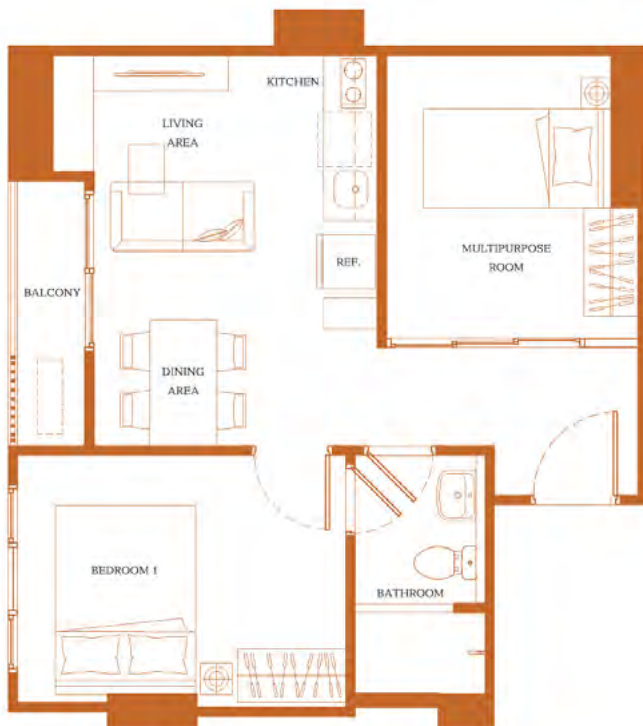 KITCHEN
LIVING
AREA
MULTIPURPOSE
ROOM
REF.
BALCONY
DINING
AREA
BEDROOM 1
BATHROOM